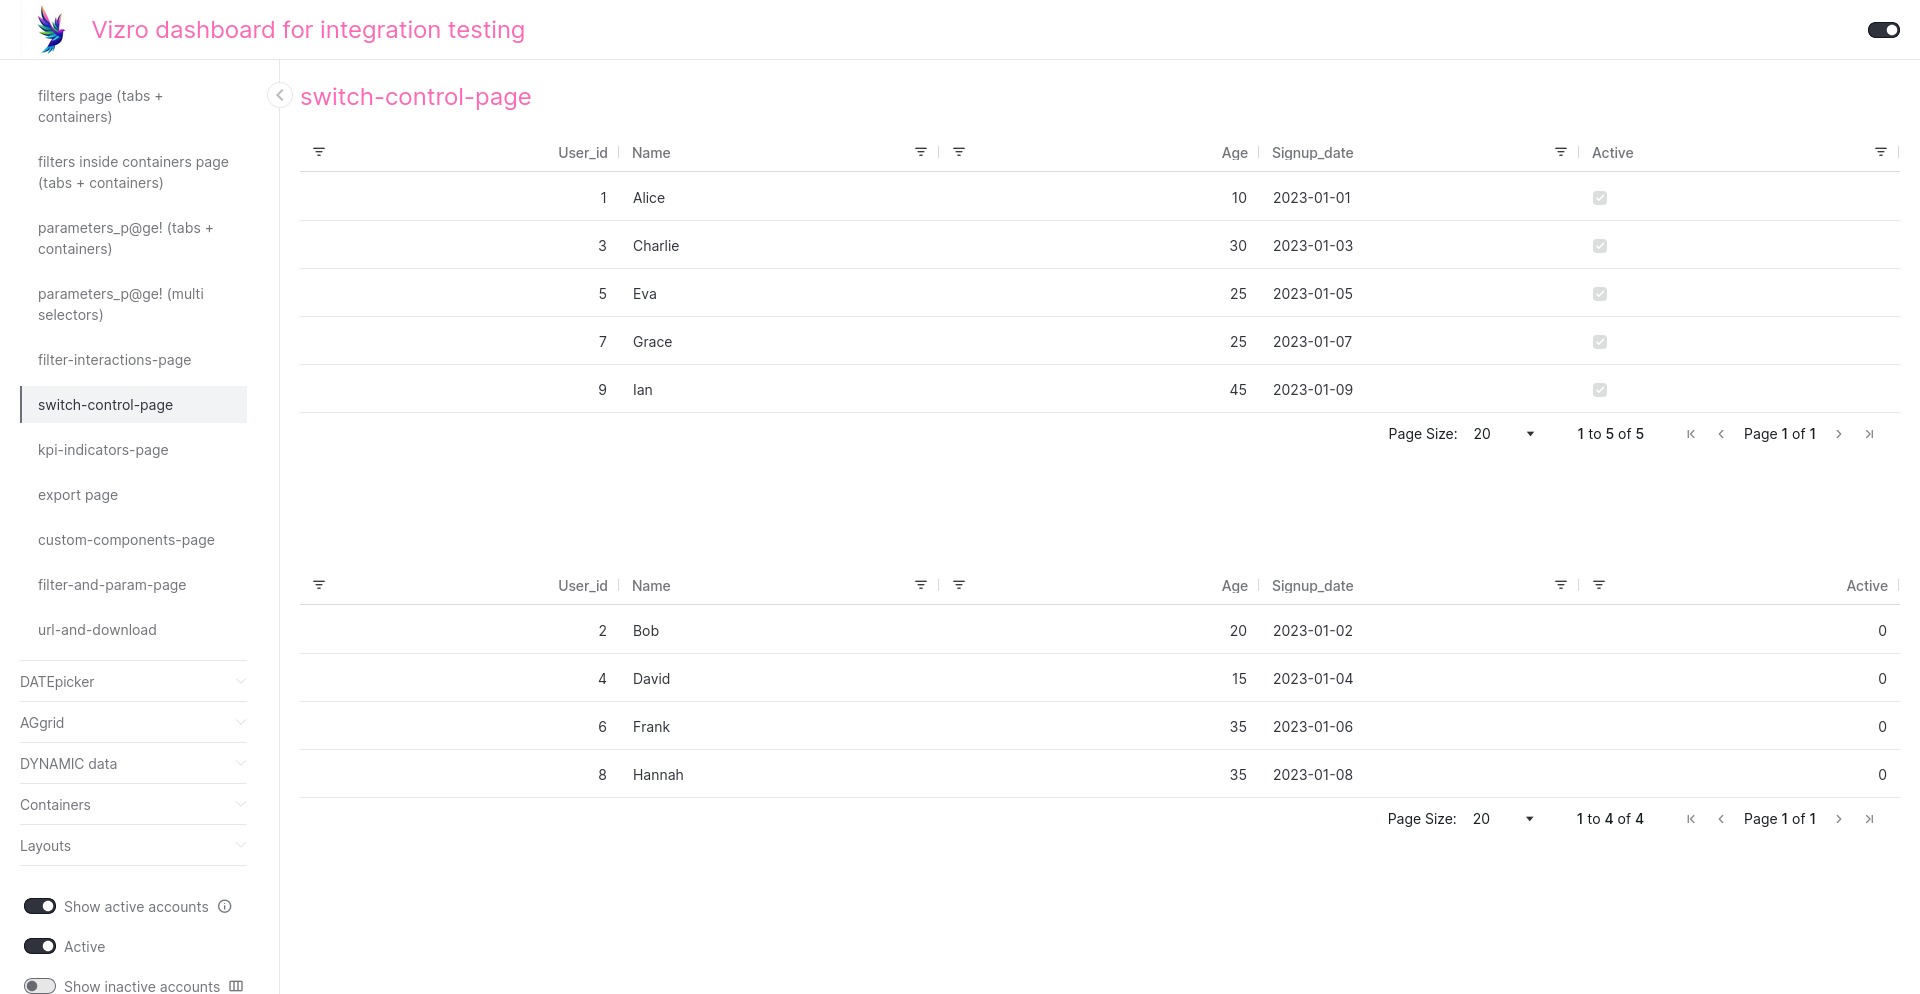 Vizro dashboard for integration testing
filters page (tabs +
containers)
filters inside containers page
(tabs + containers)
parameters_p@ge! (tabs +
containers)
parameters_p@ge! (multi
selectors)
filter-interactions-page
switch-control-page
kpi-indicators-page
export page
custom-components-page
filter-and-param-page
url-and-download
DATEpicker
AGgrid
DYNAMIC data
Containers
Layouts
Show active accounts
Active
Show inactive accounts
switch-control-page
User_id Name Age Signup_date Active
1 Alice 10 2023-01-01
3 Charlie 30 2023-01-03
5 Eva 25 2023-01-05
7 Grace 25 2023-01-07
9 Ian 45 2023-01-09
Page Size: 20 1 to 5 of 5 Page 1 of 1
User_id Name Age Signup_date Active
2 Bob 20 2023-01-02 0
4 David 15 2023-01-04 0
6 Frank 35 2023-01-06 0
8 Hannah 35 2023-01-08 0
Page Size: 20 1 to 4 of 4 Page 1 of 1